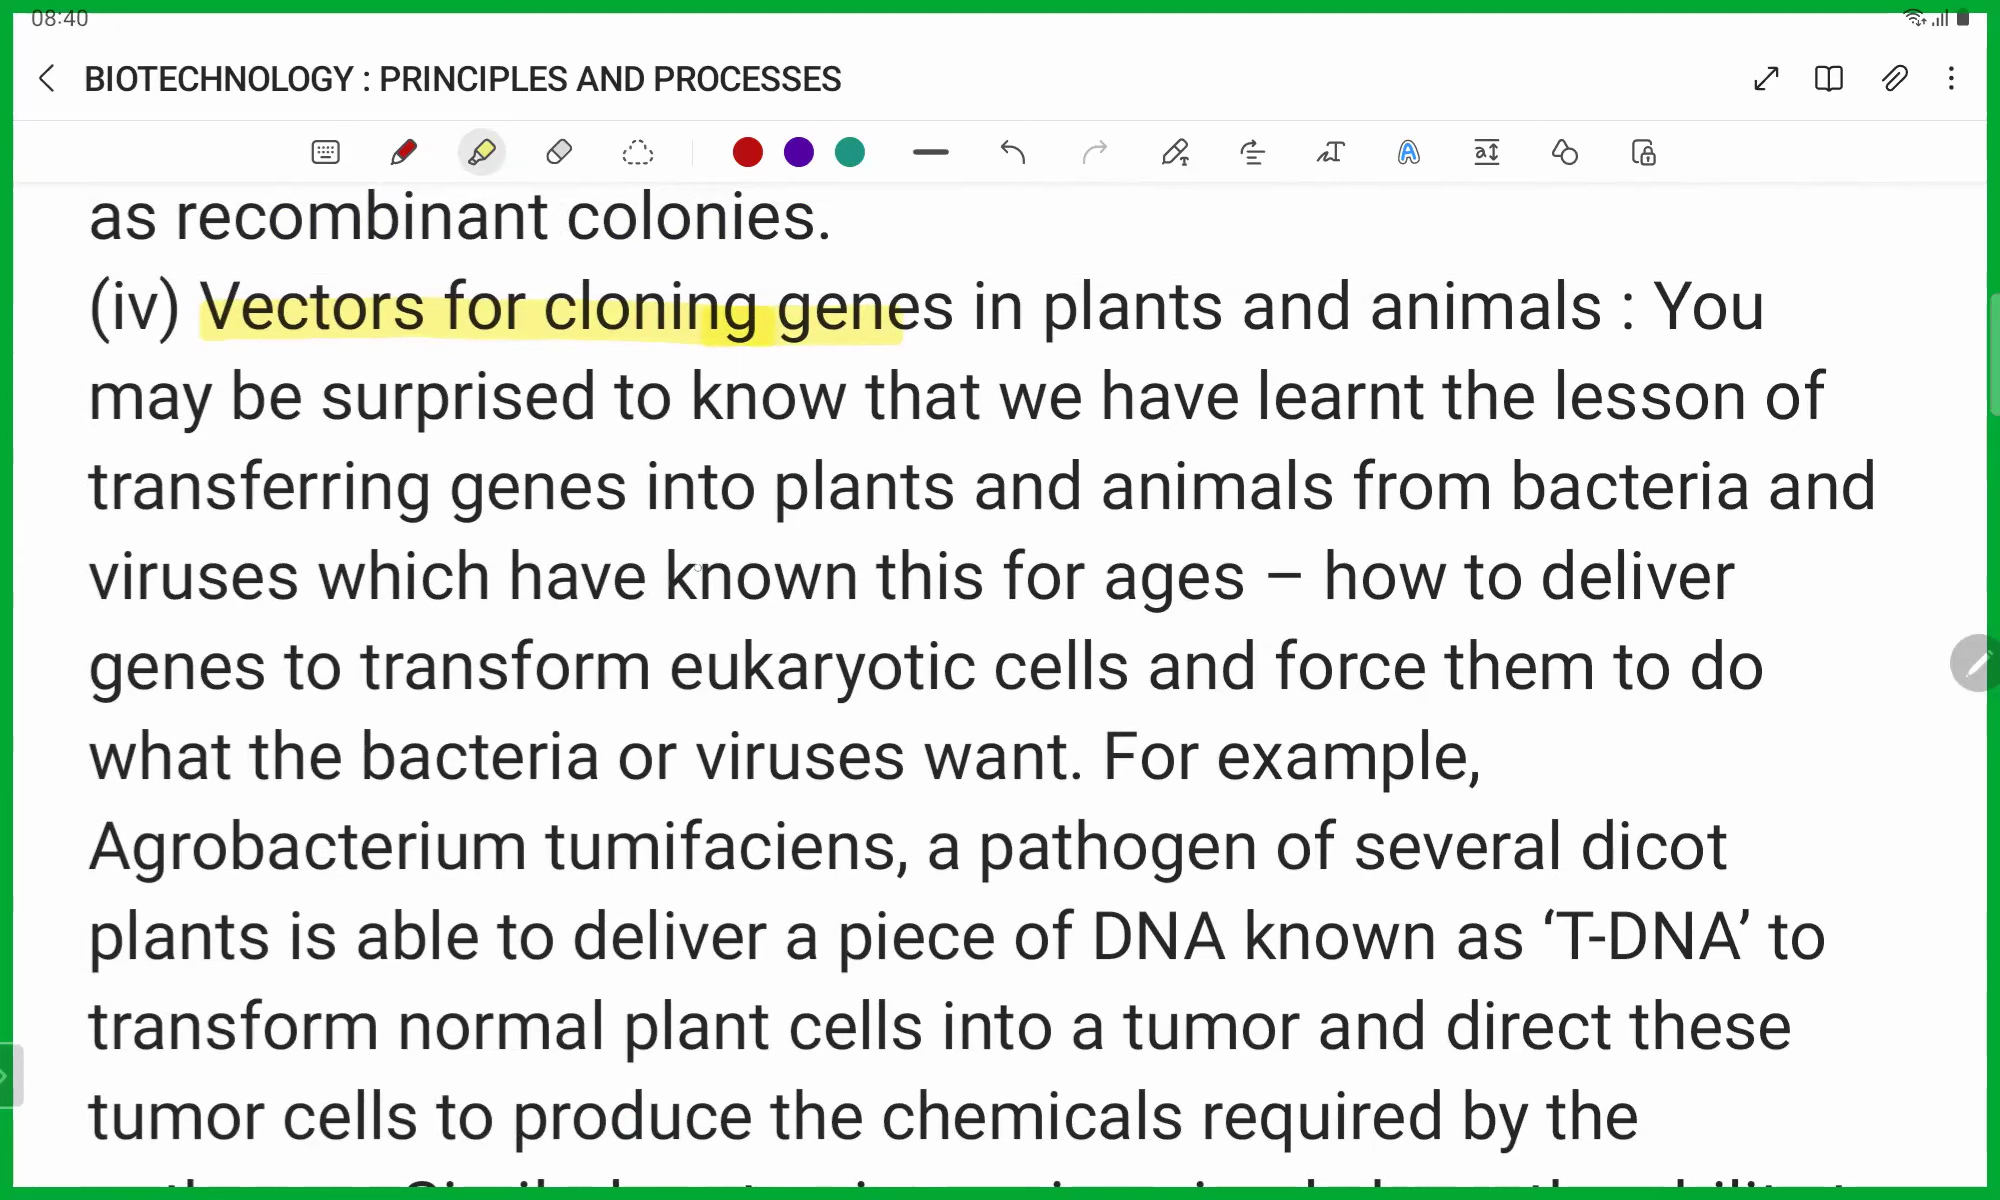 08:40
BIOTECHNOLOGY : PRINCIPLES AND PROCESSES
as recombinant colonies.
(iv) Vectors for cloning genes in plants and animals : You
may be surprised to know that we have learnt the lesson of
transferring genes into plants and animals from bacteria and
viruses which have known this for ages – how to deliver
genes to transform eukaryotic cells and force them to do
what the bacteria or viruses want. For example,
Agrobacterium tumifaciens, a pathogen of several dicot
plants is able to deliver a piece of DNA known as ‘T-DNA’ to
transform normal plant cells into a tumor and direct these
tumor cells to produce the chemicals required by the